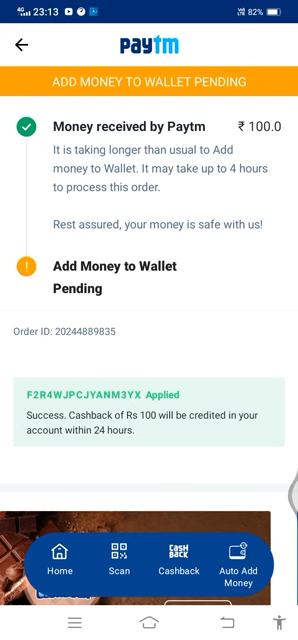 4G 23:13 82%
paytm
ADD MONEY TO WALLET PENDING
Money received by Paytm ₹ 100.0
It is taking longer than usual to Add
money to Wallet. It may take up to 4 hours
to process this order.
Rest assured, your money is safe with us!
! Add Money to Wallet
Pending
Order ID: 20244889835
F2R4WJPCJYANM3YX Applied
Success. Cashback of Rs 100 will be credited in your
account within 24 hours.
CASH
BACK
Home Scan Cashback Auto Add
Money